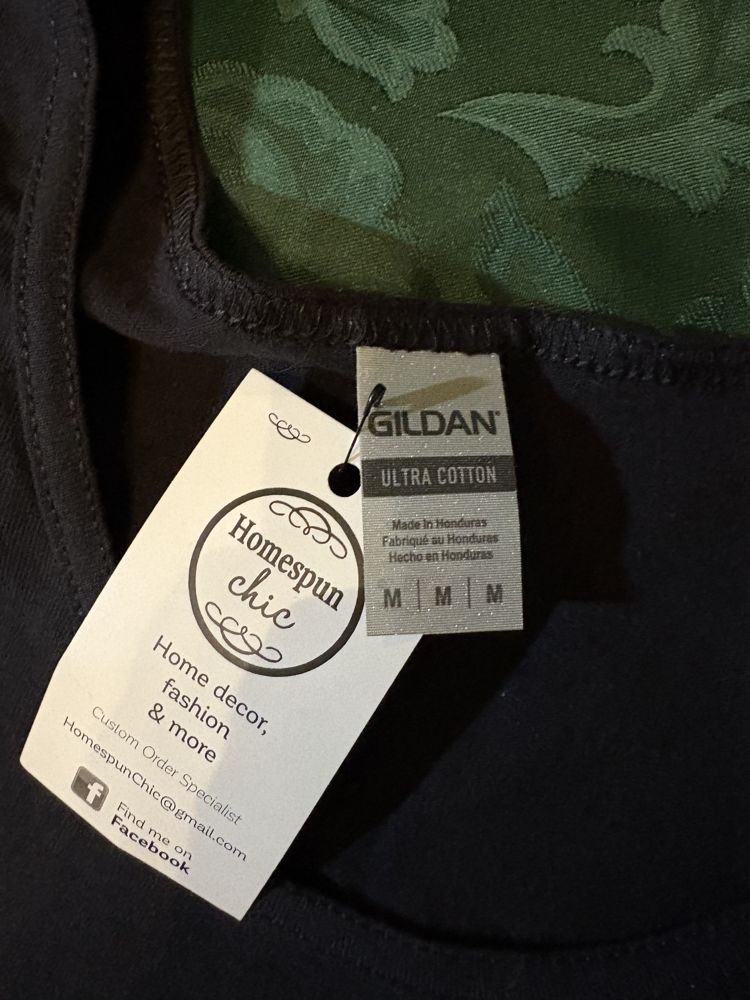 GILDAN®
ULTRA COTTON
Made in Honduras
Fabriqué au Honduras
Hecho en Honduras
M | M | M
Homespun
chic
Home decor,
fashion
& more
Custom Order Specialist
HomespunChic@gmail.com
f
Find me on
Facebook